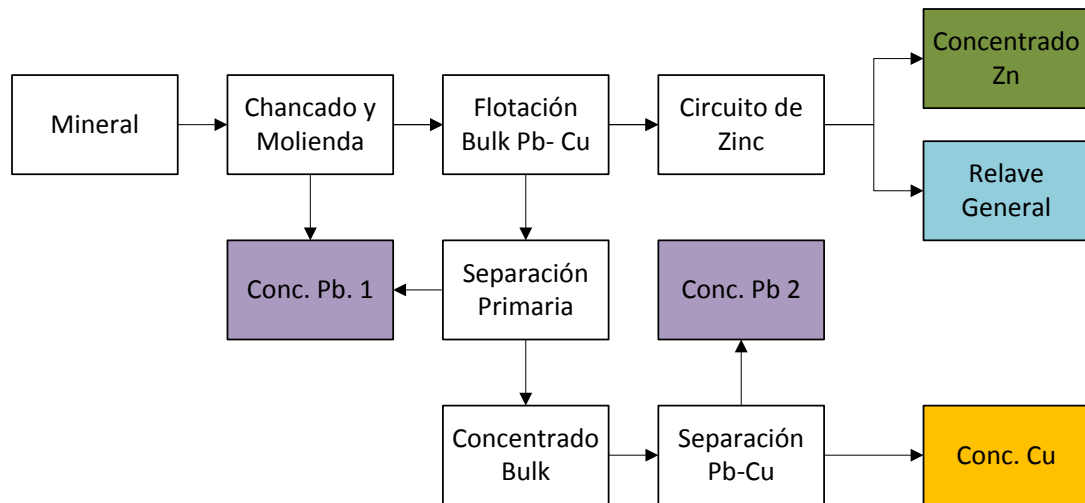 Mineral
Chancado y
Molienda
Flotación
Bulk Pb- Cu
Circuito de
Zinc
Concentrado
Zn
Relave
General
Conc. Pb. 1
Separación
Primaria
Conc. Pb 2
Concentrado
Bulk
Separación
Pb-Cu
Conc. Cu